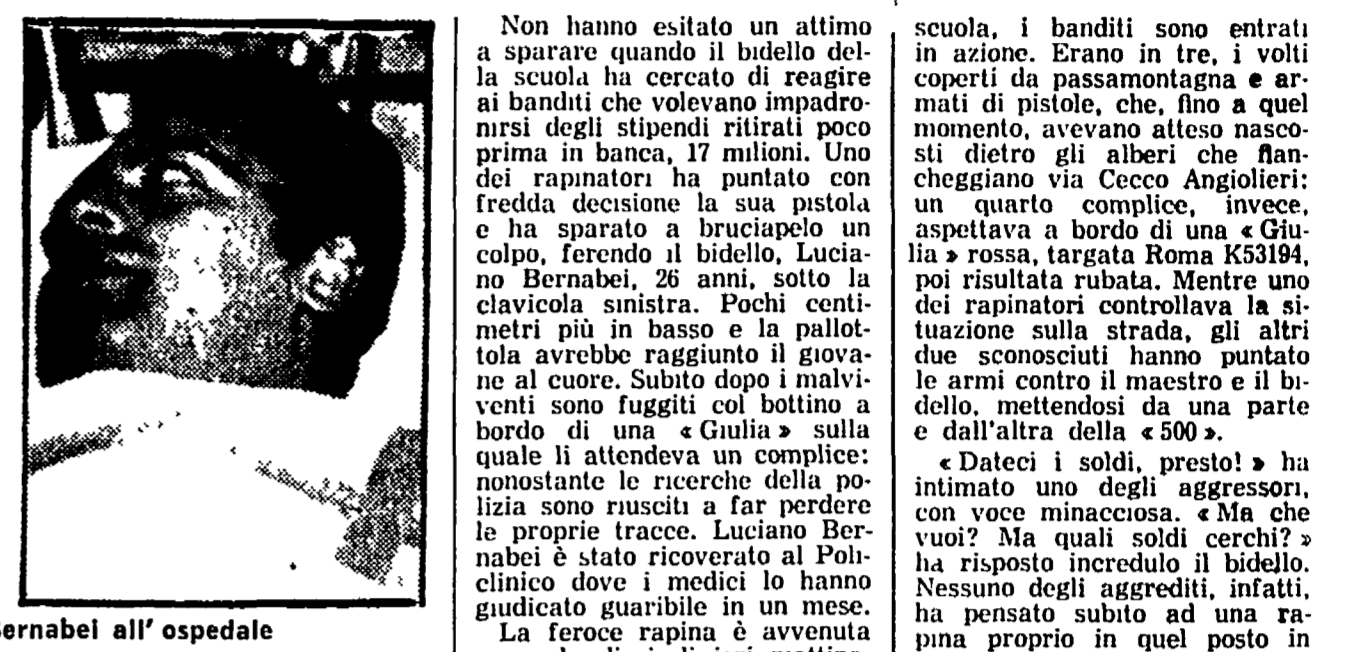 ernabei all' ospedale
Non hanno esitato un attimo
a sparare quando il bidello del-
la scuola ha cercato di reagire
ai banditi che volevano impadro-
nirsi degli stipendi ritirati poco
prima in banca, 17 milioni. Uno
dei rapinatori ha puntato con
fredda decisione la sua pistola
e ha sparato a bruciapelo un
colpo, ferendo il bidello, Lucia-
no Bernabei, 26 anni, sotto la
clavicola sinistra. Pochi centi-
metri più in basso e la pallot-
tola avrebbe raggiunto il giova-
ne al cuore. Subito dopo i malvi-
venti sono fuggiti col bottino a
bordo di una « Giulia » sulla
quale li attendeva un complice:
nonostante le ricerche della po-
lizia sono riusciti a far perdere
le proprie tracce. Luciano Ber-
nabei è stato ricoverato al Poli-
clinico dove i medici lo hanno
giudicato guaribile in un mese.
La feroce rapina è avvenuta
scuola, i banditi sono entrati
in azione. Erano in tre, i volti
coperti da passamontagna e ar-
mati di pistole, che, fino a quel
momento, avevano atteso nasco-
sti dietro gli alberi che fian-
cheggiano via Cecco Angiolieri:
un quarto complice, invece,
aspettava a bordo di una « Giu-
lia » rossa, targata Roma K53194,
poi risultata rubata. Mentre uno
dei rapinatori controllava la si-
tuazione sulla strada, gli altri
due sconosciuti hanno puntato
le armi contro il maestro e il bi-
dello, mettendosi da una parte
e dall'altra della « 500 ».
« Dateci i soldi, presto! » ha
intimato uno degli aggressori,
con voce minacciosa. « Ma che
vuoi? Ma quali soldi cerchi? »
ha risposto incredulo il bidello.
Nessuno degli aggrediti, infatti,
ha pensato subito ad una ra-
pina proprio in quel posto in